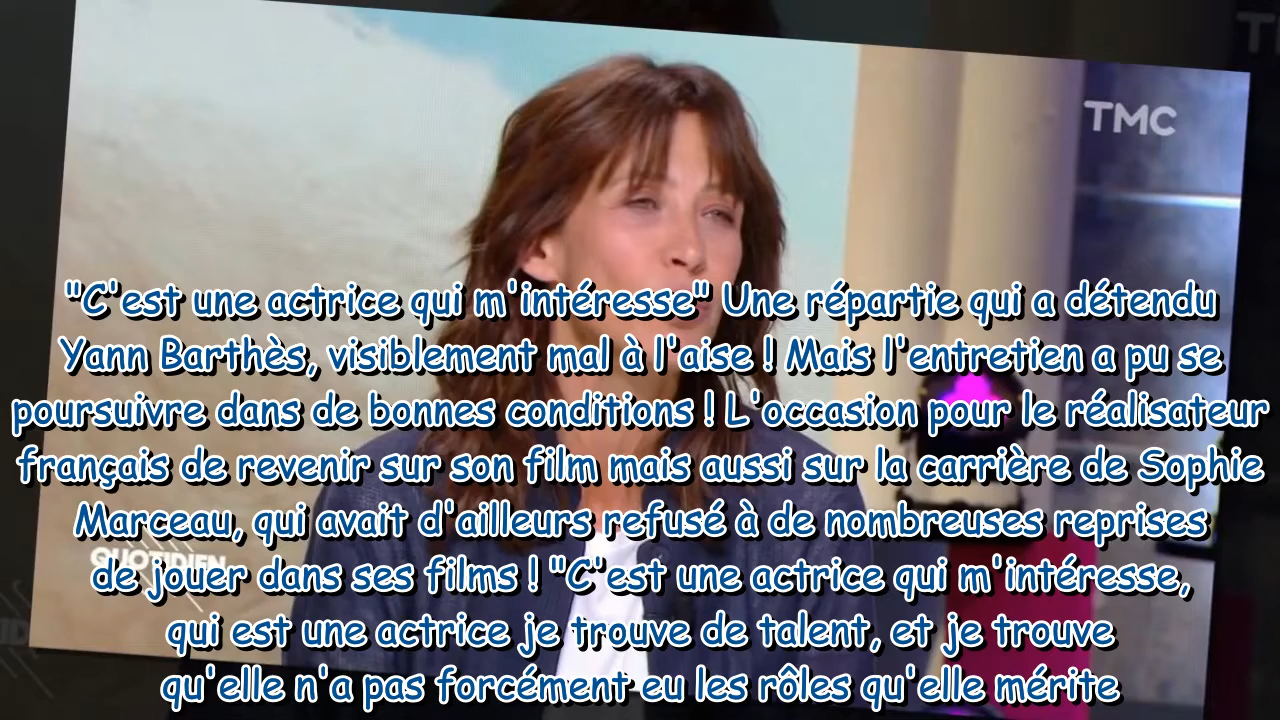 TMC
"C'est une actrice qui m'intéresse" Une répartie qui a détendu
Yann Barthès, visiblement mal à l'aise ! Mais l'entretien a pu se
poursuivre dans de bonnes conditions ! L'occasion pour le réalisateur
français de revenir sur son film mais aussi sur la carrière de Sophie
Marceau, qui avait d'ailleurs refusé à de nombreuses reprises
QUOTIDIEN
de jouer dans ses films ! "C'est une actrice qui m'intéresse,
qui est une actrice je trouve de talent, et je trouve
qu'elle n'a pas forcément eu les rôles qu'elle mérite